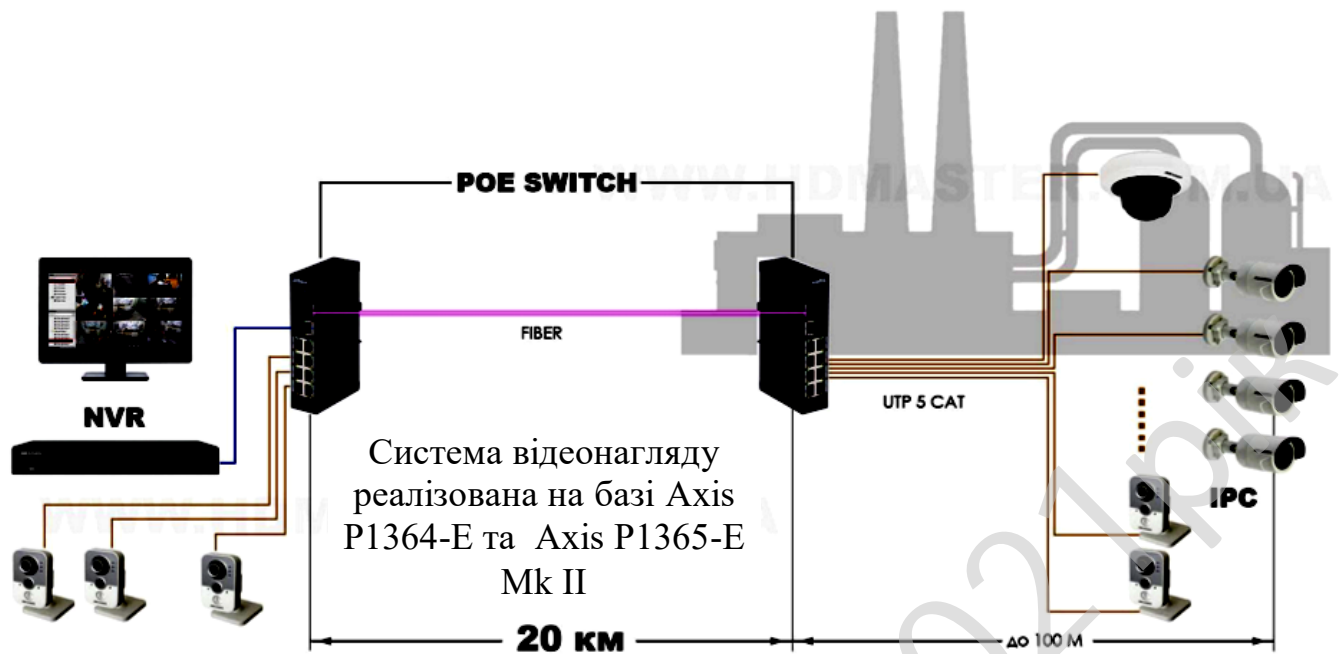 WWW.HDMASTER.COM.UA
POE SWITCH
FIBER
NVR
UTP 5 CAT
Система відеонагляду
реалізована на базі Axis
P1364-E та Axis P1365-E
Mk II
IPC
20 КМ
ДО 100 М